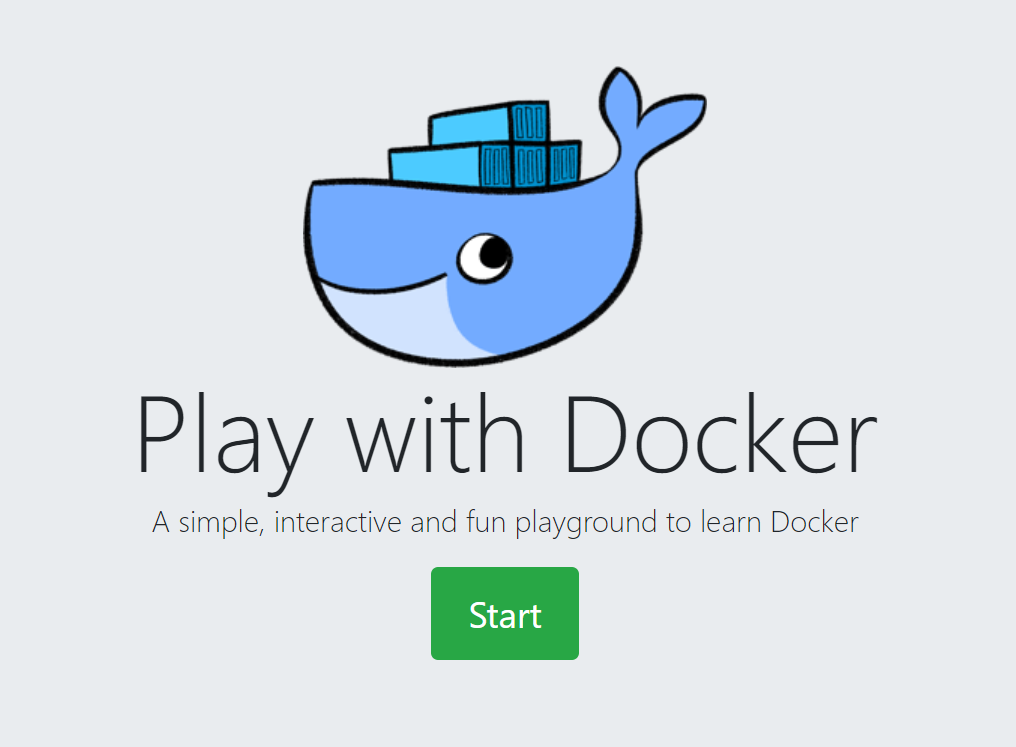 Play with Docker
A simple, interactive and fun playground to learn Docker
Start